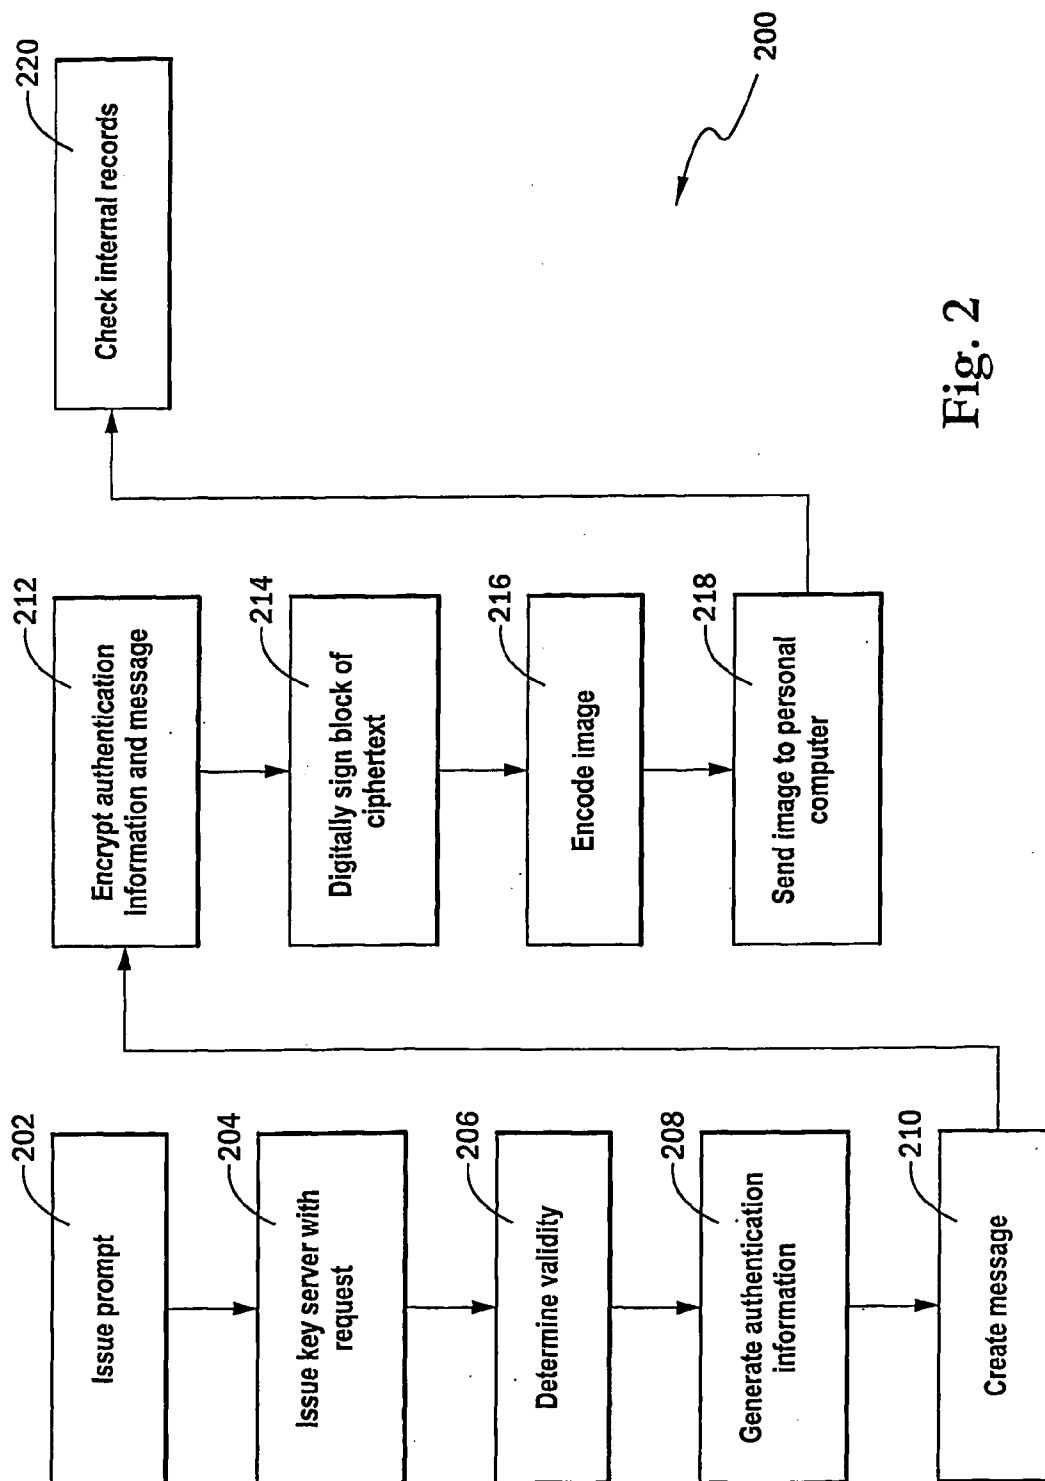 202
Issue prompt
204
Issue key server with
request
206
Determine validity
208
Generate authentication
information
210
Create message
212
Encrypt authentication
information and message
214
Digitally sign block of
ciphertext
216
Encode image
218
Send image to personal
computer
220
Check internal records
200
Fig. 2